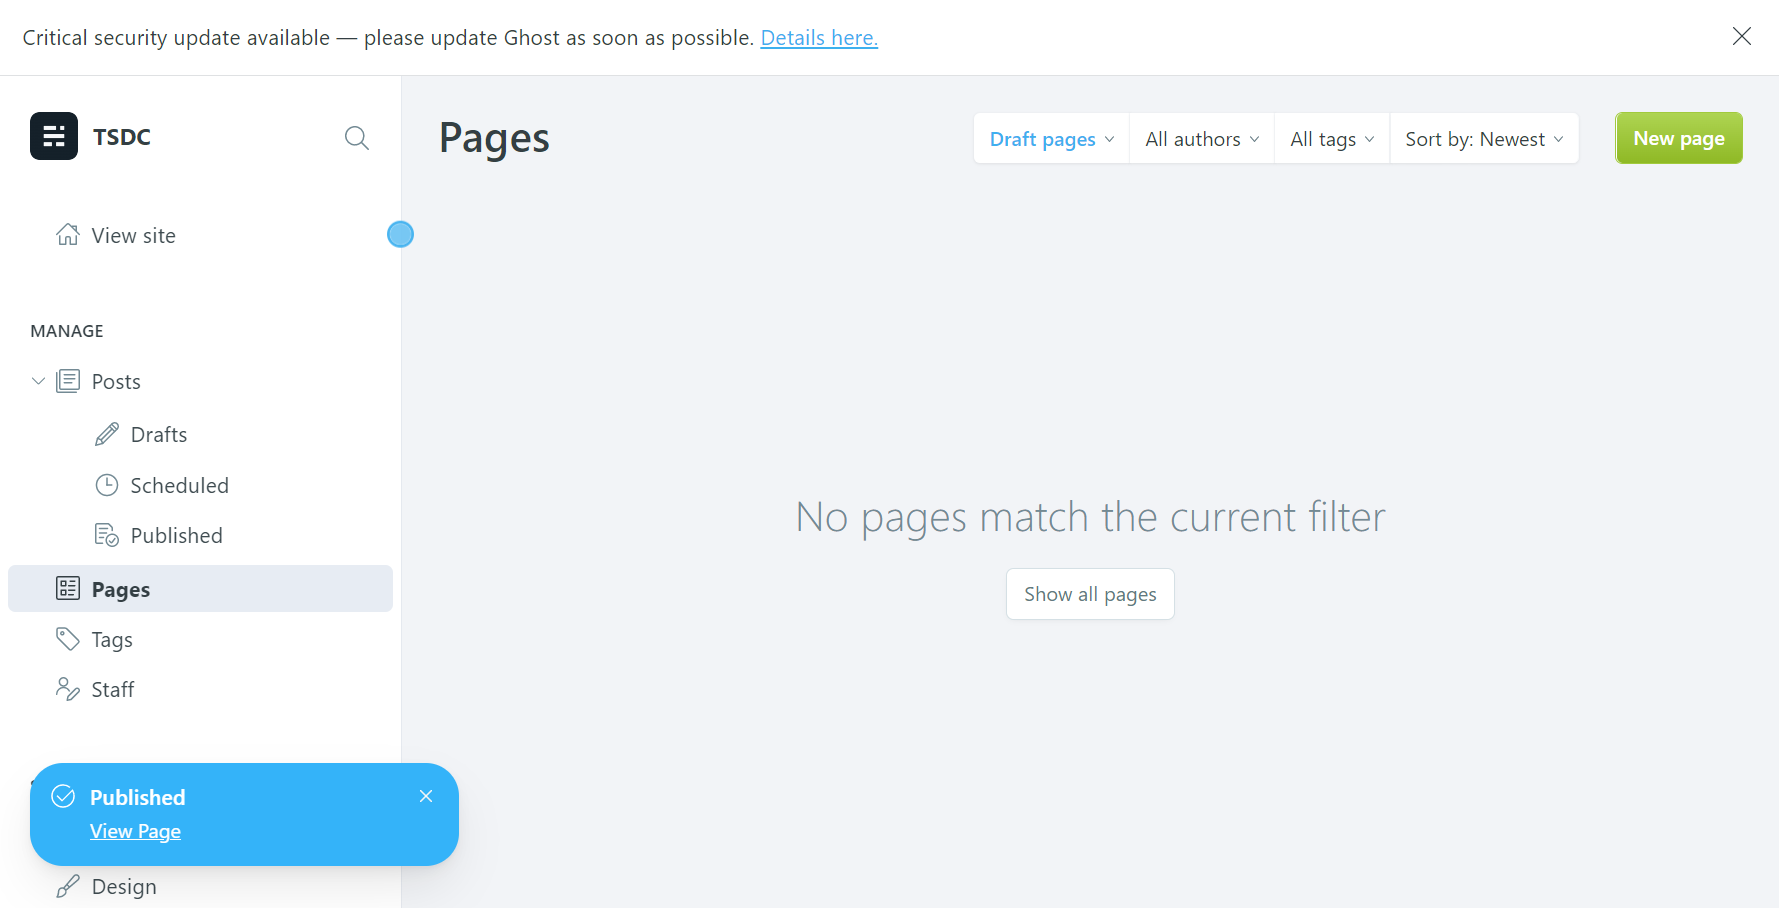 Critical security update available — please update Ghost as soon as possible. Details here.
TSDC
Pages
Draft pages
All authors
All tags
Sort by: Newest
New page
View site
MANAGE
Posts
Drafts
Scheduled
Published
Pages
Tags
Staff
No pages match the current filter
Show all pages
Published
View Page
Design